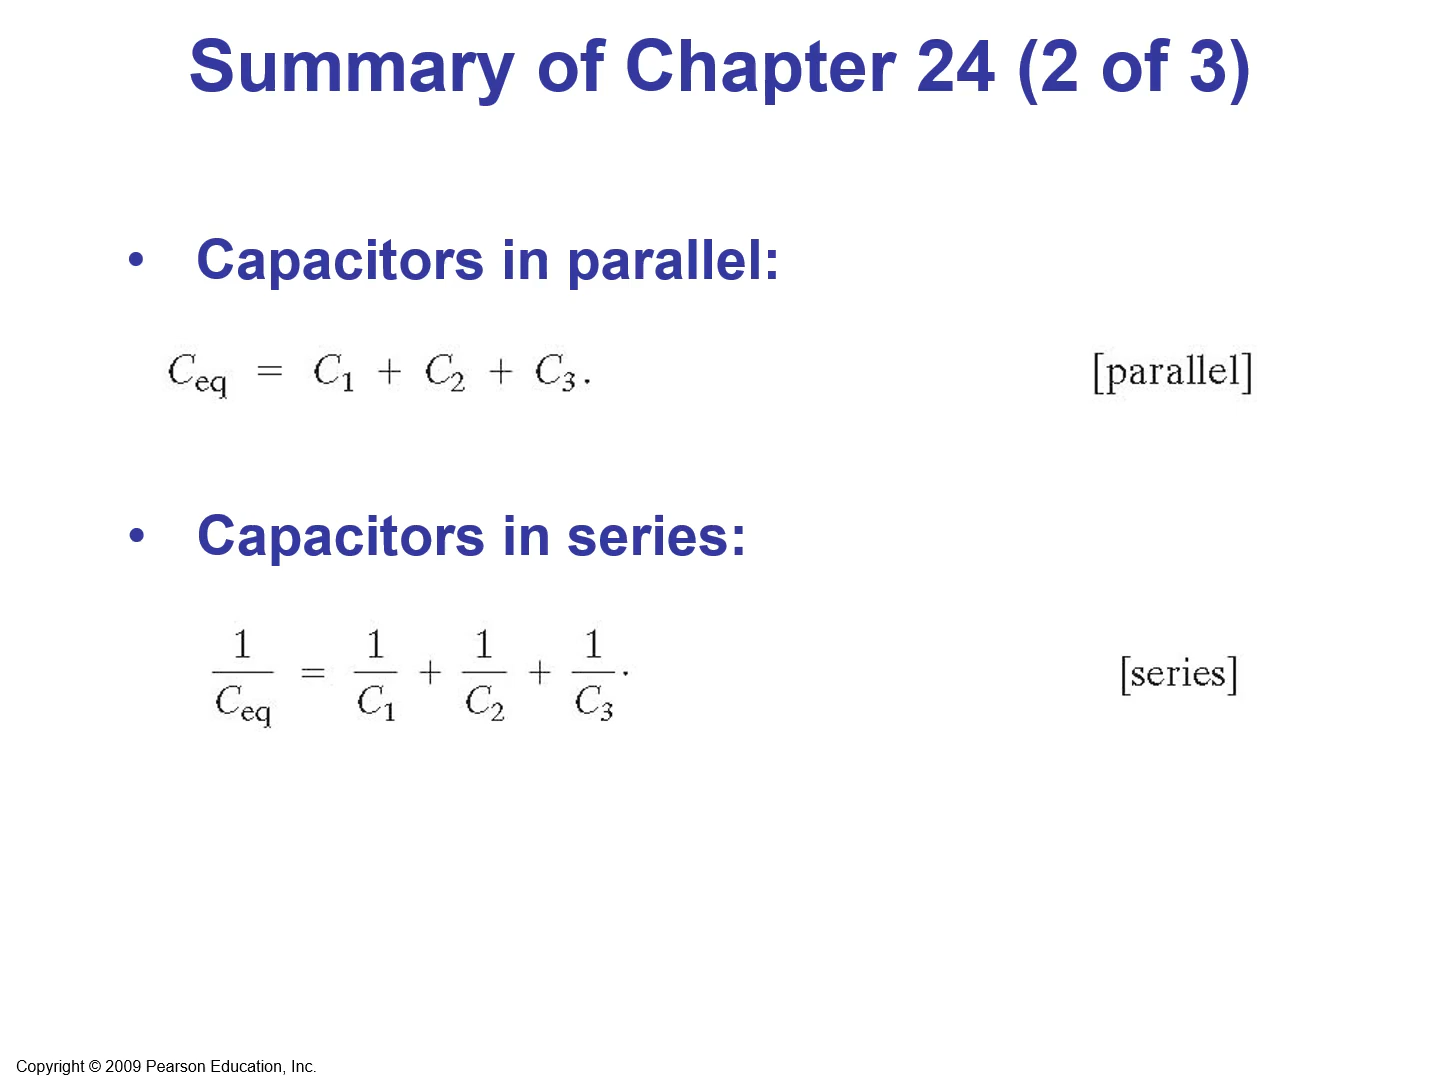 Summary of Chapter 24 (2 of 3)
• Capacitors in parallel:
C_eq = C_1 + C_2 + C_3. [parallel]
• Capacitors in series:
1/C_eq = 1/C_1 + 1/C_2 + 1/C_3 · [series]
Copyright © 2009 Pearson Education, Inc.